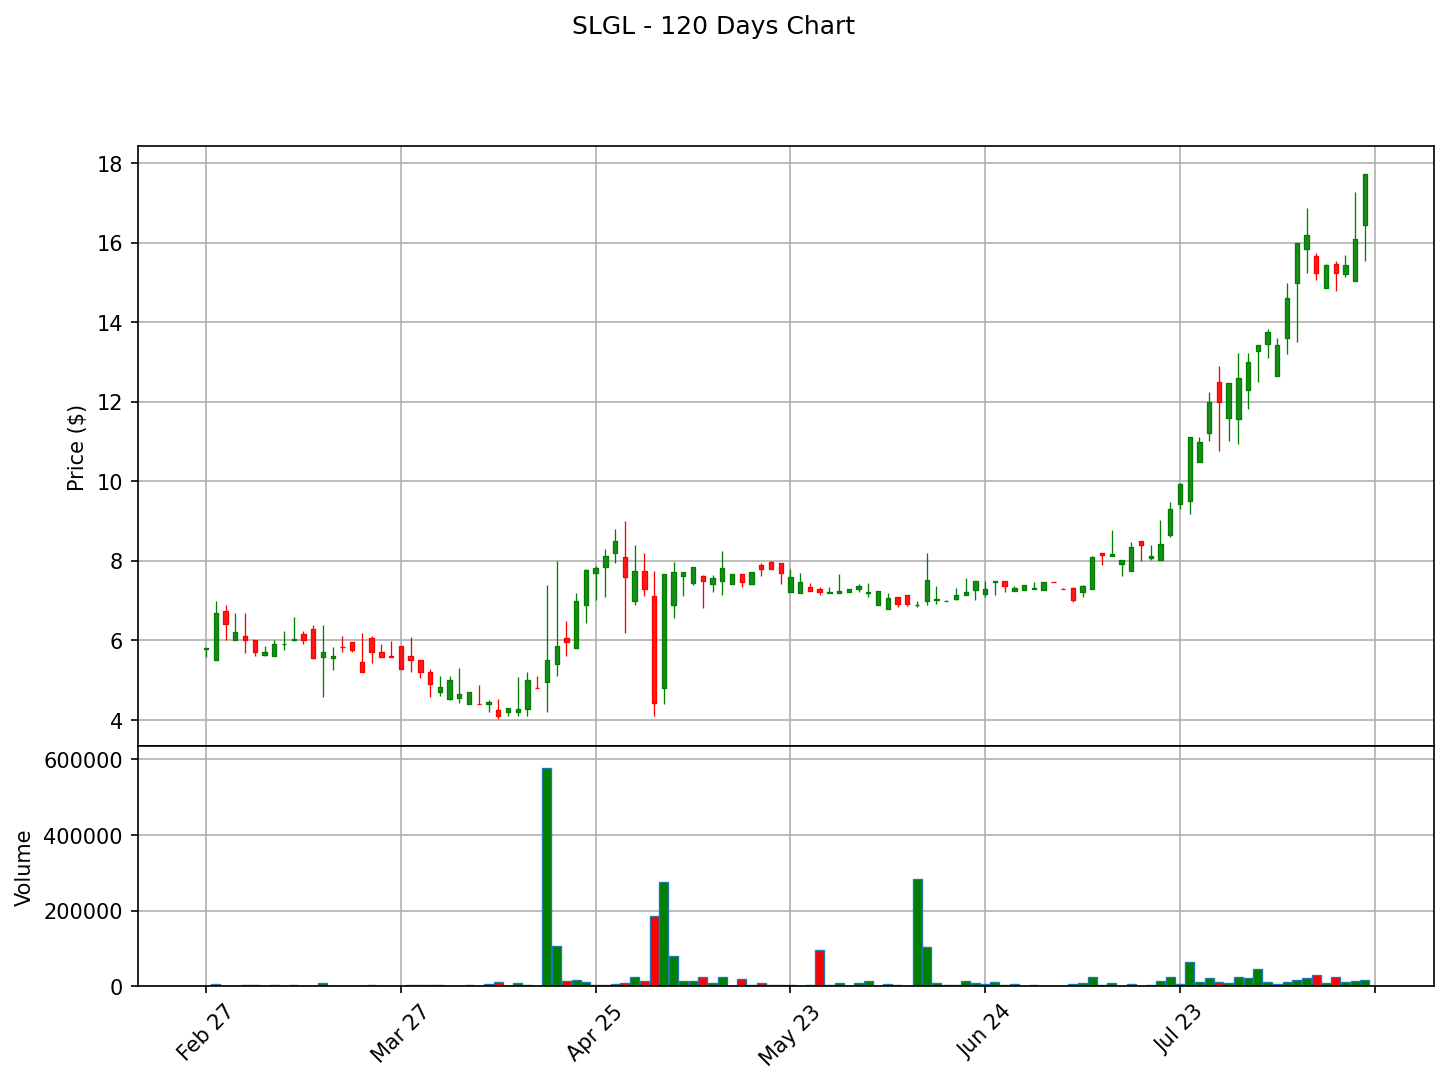 SLGL - 120 Days Chart
18
16
14
12
10
8
6
4
Price ($)
600000
400000
200000
0
Volume
Feb 27
Mar 27
Apr 25
May 23
Jun 24
Jul 23